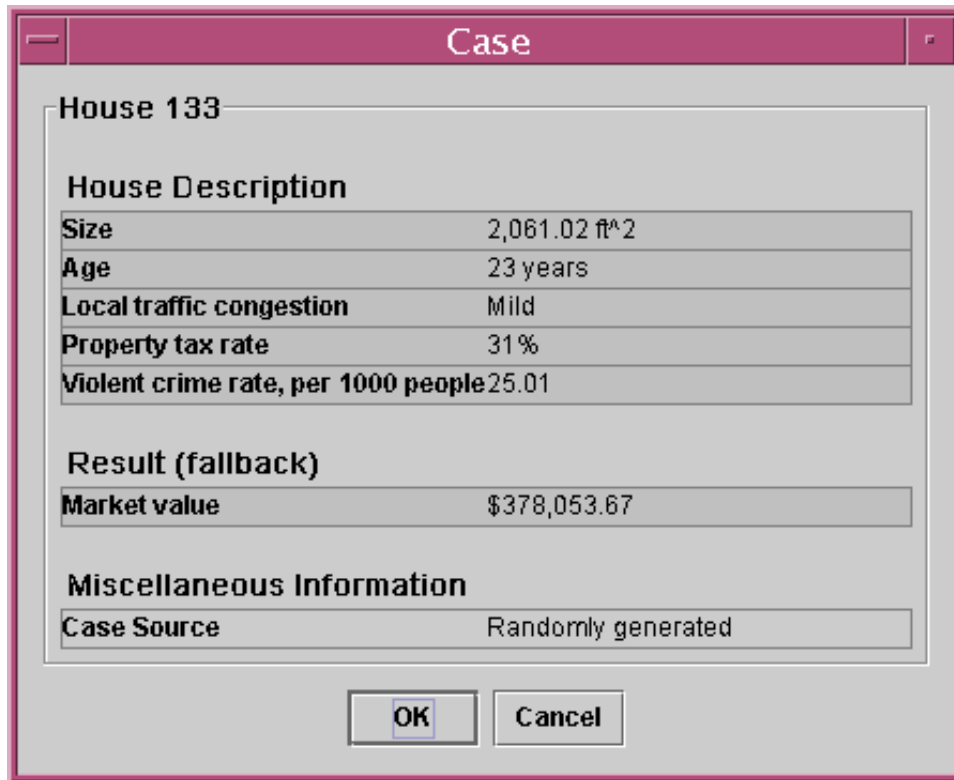 Case
House 133
House Description
Size 2,061.02 ft^2
Age 23 years
Local traffic congestion Mild
Property tax rate 31%
Violent crime rate, per 1000 people 25.01
Result (fallback)
Market value $378,053.67
Miscellaneous Information
Case Source Randomly generated
OK Cancel